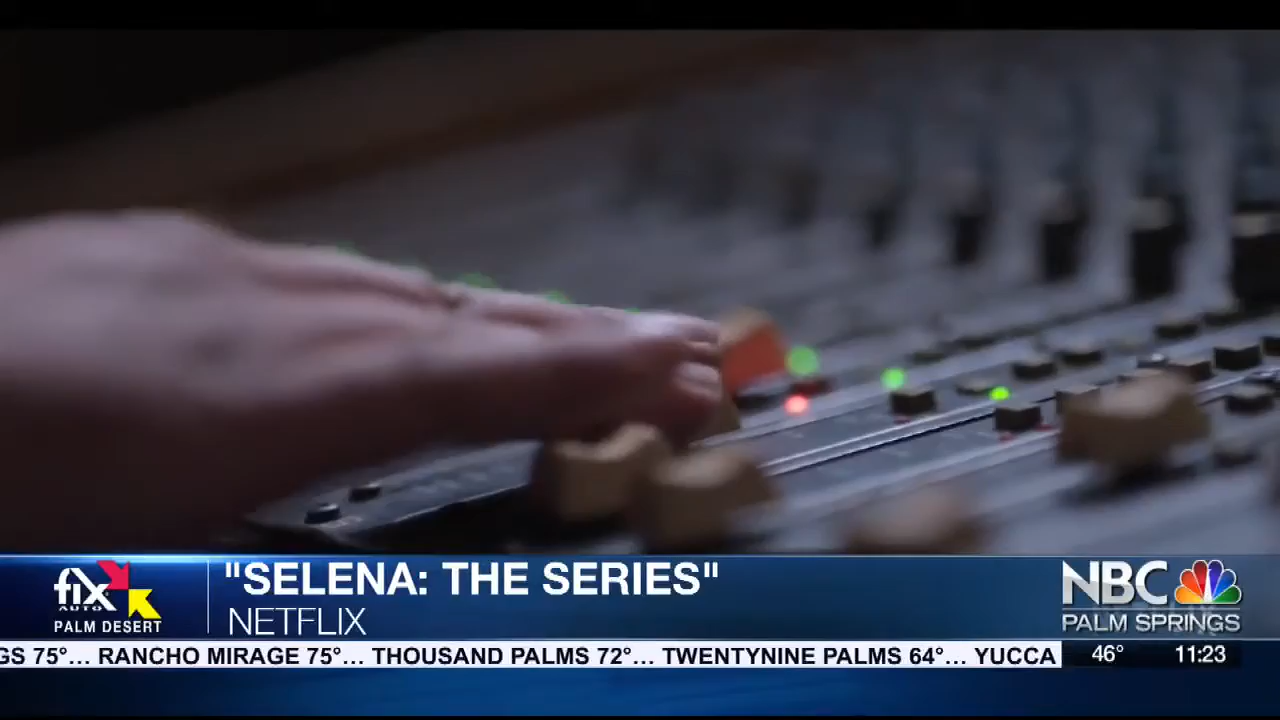 fix
AUTO
PALM DESERT
"SELENA: THE SERIES"
NETFLIX
NBC
PALM SPRINGS
GS 75°... RANCHO MIRAGE 75°... THOUSAND PALMS 72°... TWENTYNINE PALMS 64°... YUCCA
46° 11:23